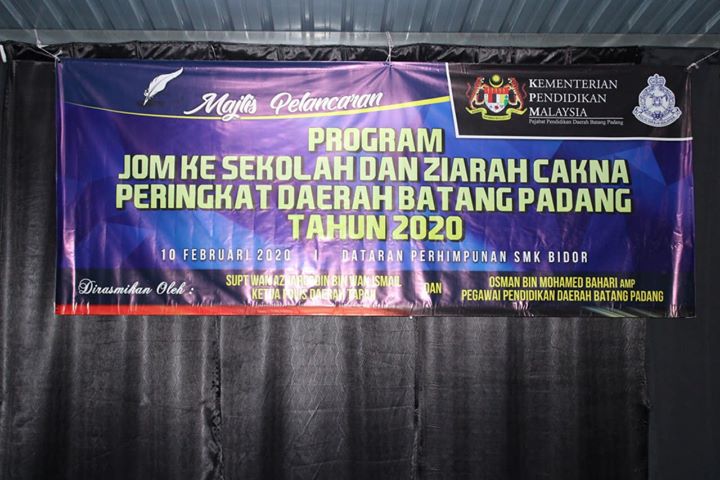 Majlis Pelancaran
KEMENTERIAN
PENDIDIKAN
MALAYSIA
Pejabat Pendidikan Daerah Batang Padang
PROGRAM
JOM KE SEKOLAH DAN ZIARAH CAKNA
PERINGKAT DAERAH BATANG PADANG
TAHUN 2020
10 FEBRUARI 2020 | DATARAN PERHIMPUNAN SMK BIDOR
Dirasmikan Oleh :
SUPT WAN BIN WAN ISMAIL
KETUA POLIS DAERAH TAPAH
DAN
OSMAN BIN MOHAMED BAHARI AMP
PEGAWAI PENDIDIKAN DAERAH BATANG PADANG